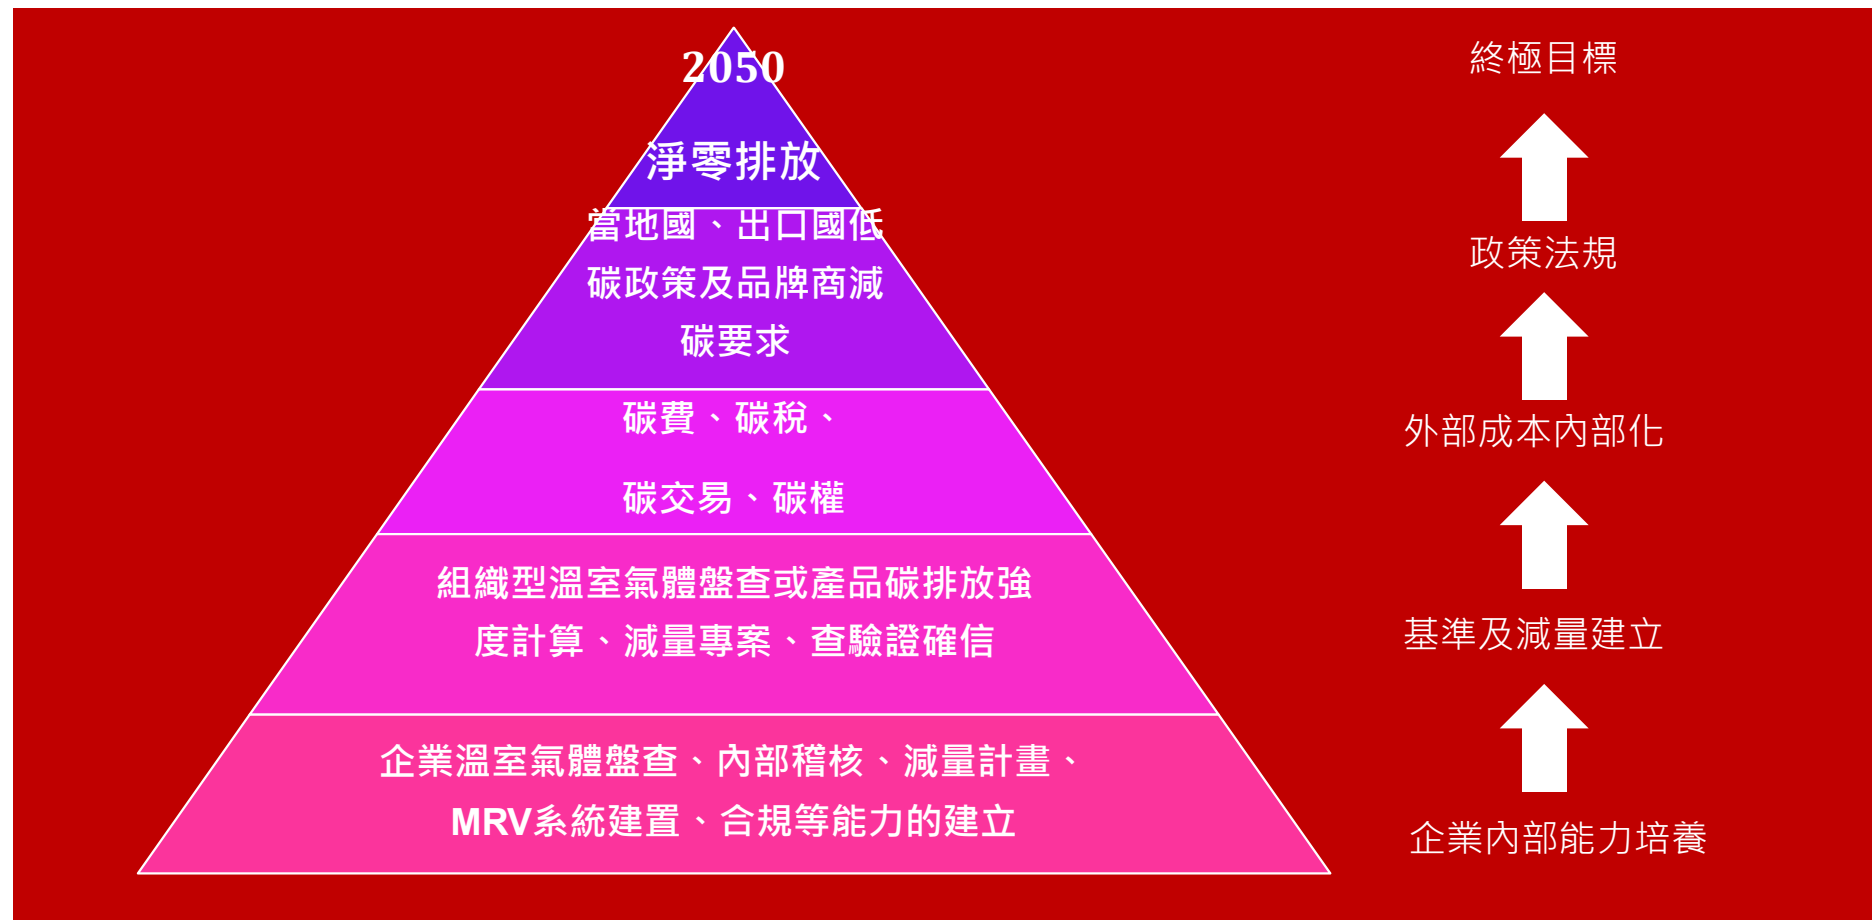 2050
淨零排放
當地國、出口國低
碳政策及品牌商減
碳要求
碳費、碳稅、
碳交易、碳權
組織型溫室氣體盤查或產品碳排放強
度計算、減量專案、查驗證確信
企業溫室氣體盤查、內部稽核、減量計畫、
MRV系統建置、合規等能力的建立
終極目標
政策法規
外部成本內部化
基準及減量建立
企業內部能力培養